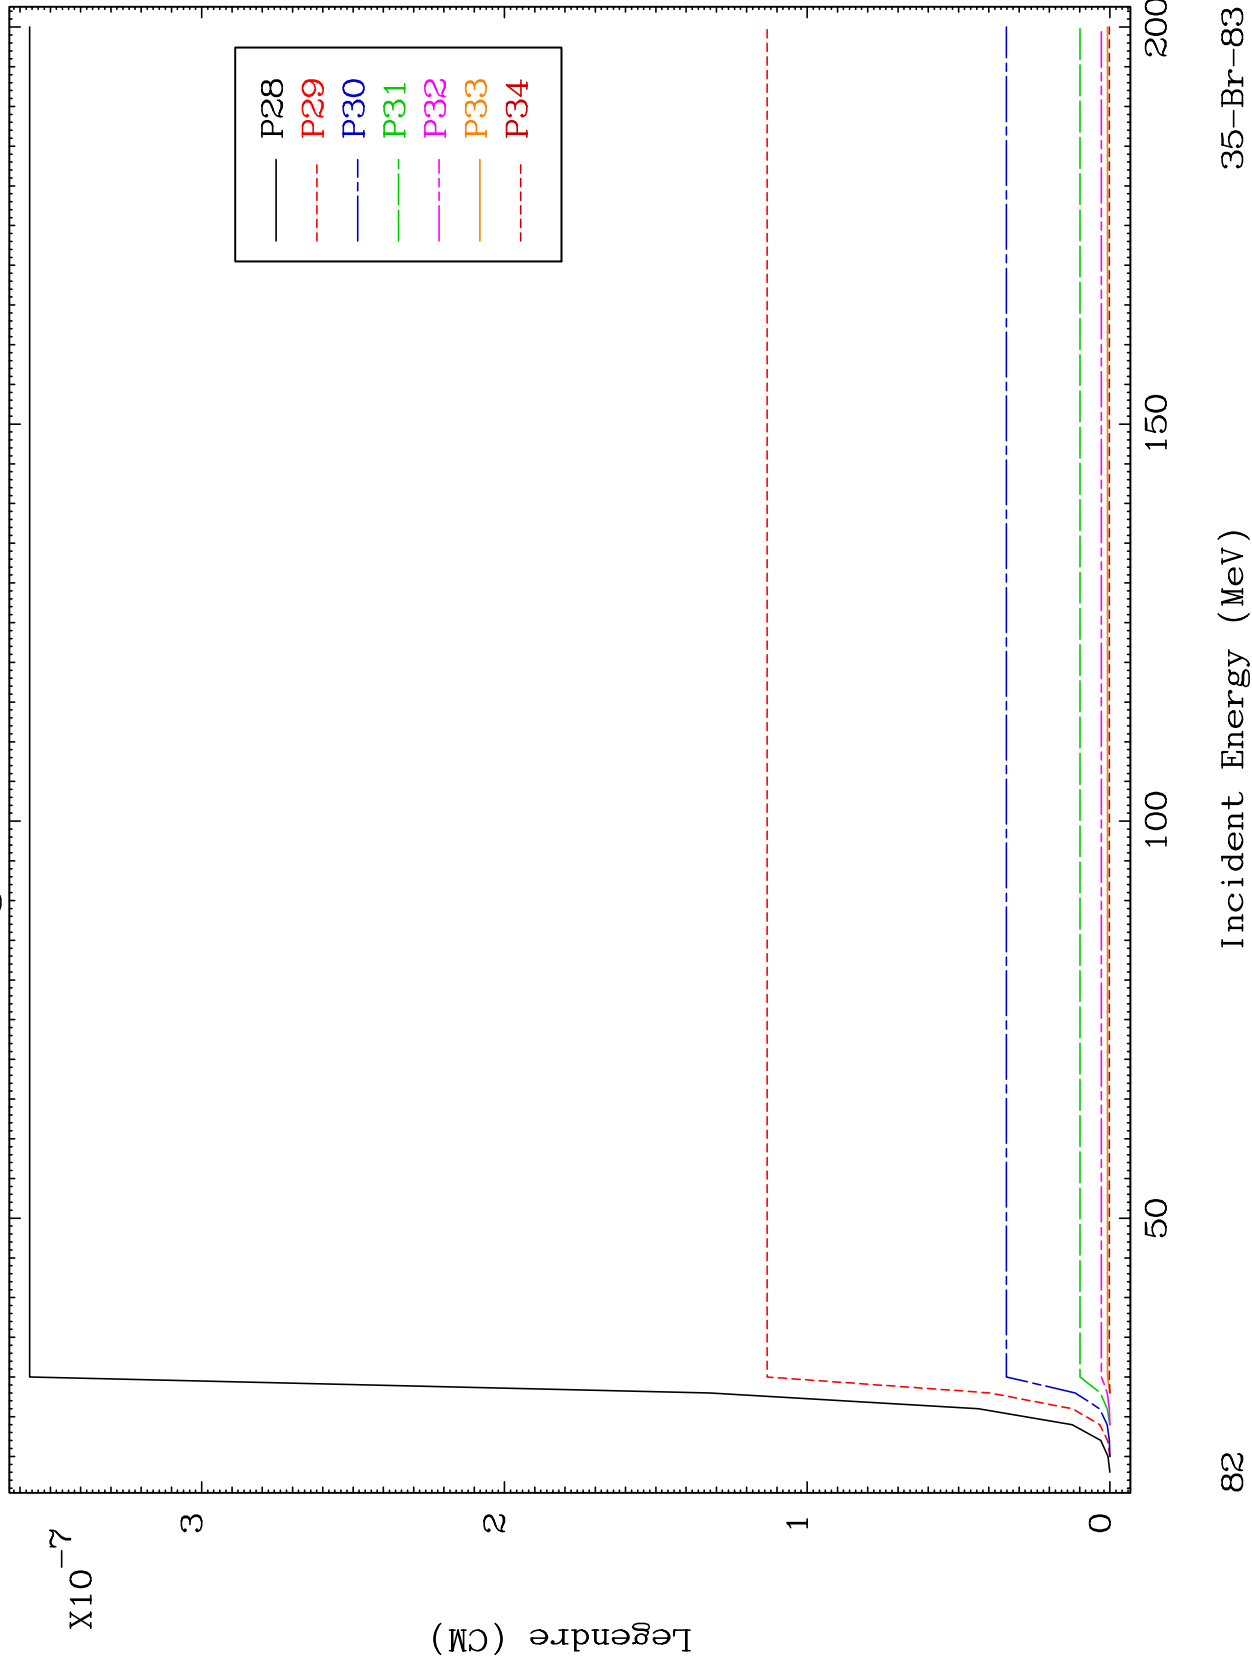 X10-7
3
2
1
0
Legendre (CM)
P28
P29
P30
P31
P32
P33
P34
50
100
150
200
Incident Energy (MeV)
82
35-Br-83